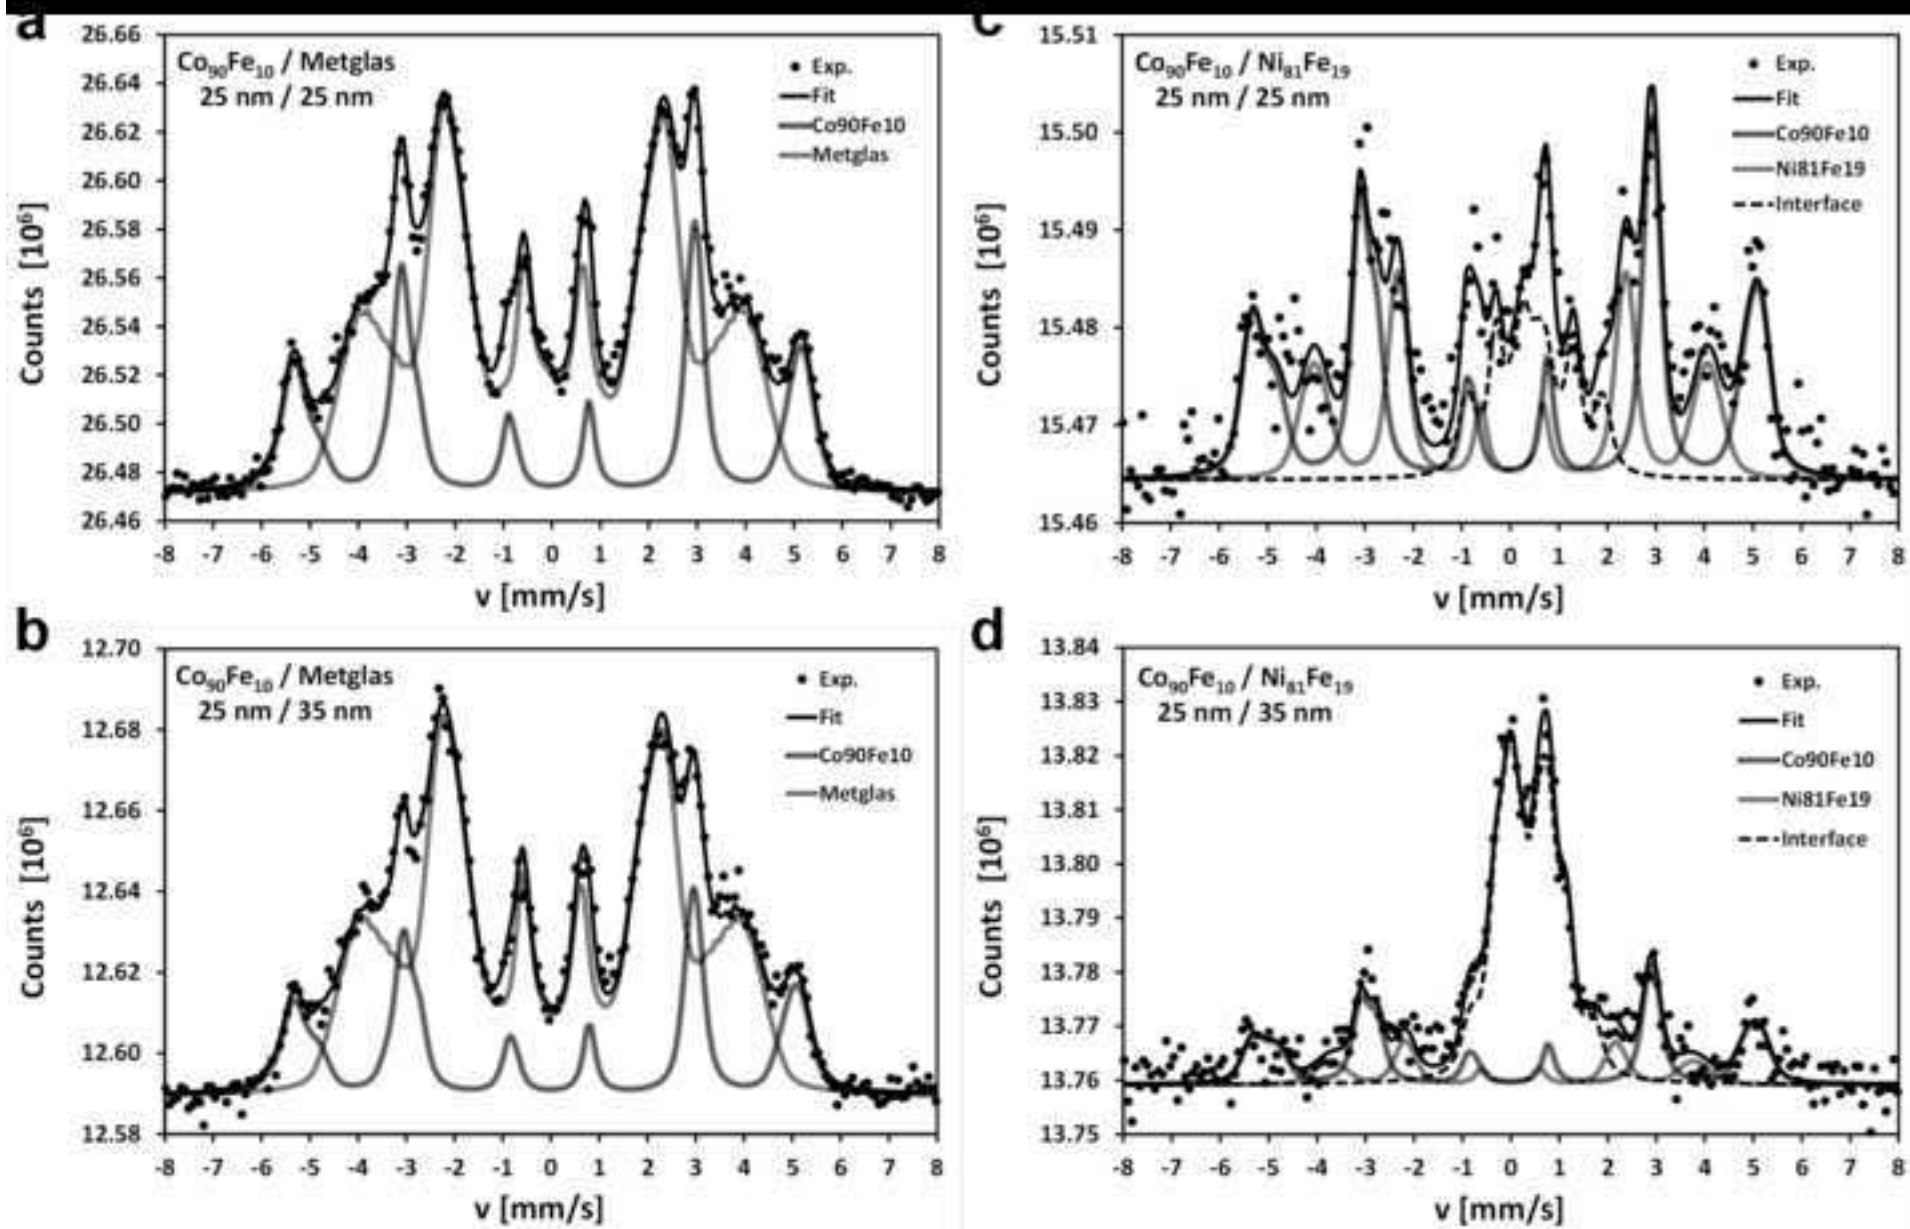 a
Co90Fe10 / Metglas
25 nm / 25 nm
Exp.
Fit
Co90Fe10
Metglas
Counts [10^6]
26.66
26.64
26.62
26.60
26.58
26.56
26.54
26.52
26.50
26.48
26.46
-8 -7 -6 -5 -4 -3 -2 -1 0 1 2 3 4 5 6 7 8
v [mm/s]
b
Co90Fe10 / Metglas
25 nm / 35 nm
Exp.
Fit
Co90Fe10
Metglas
Counts [10^6]
12.70
12.68
12.66
12.64
12.62
12.60
12.58
-8 -7 -6 -5 -4 -3 -2 -1 0 1 2 3 4 5 6 7 8
v [mm/s]
c
Co90Fe10 / Ni81Fe19
25 nm / 25 nm
Exp.
Fit
Co90Fe10
Ni81Fe19
Interface
Counts [10^6]
15.51
15.50
15.49
15.48
15.47
15.46
-8 -7 -6 -5 -4 -3 -2 -1 0 1 2 3 4 5 6 7 8
v [mm/s]
d
Co90Fe10 / Ni81Fe19
25 nm / 35 nm
Exp.
Fit
Co90Fe10
Ni81Fe19
Interface
Counts [10^6]
13.84
13.83
13.82
13.81
13.80
13.79
13.78
13.77
13.76
13.75
-8 -7 -6 -5 -4 -3 -2 -1 0 1 2 3 4 5 6 7 8
v [mm/s]